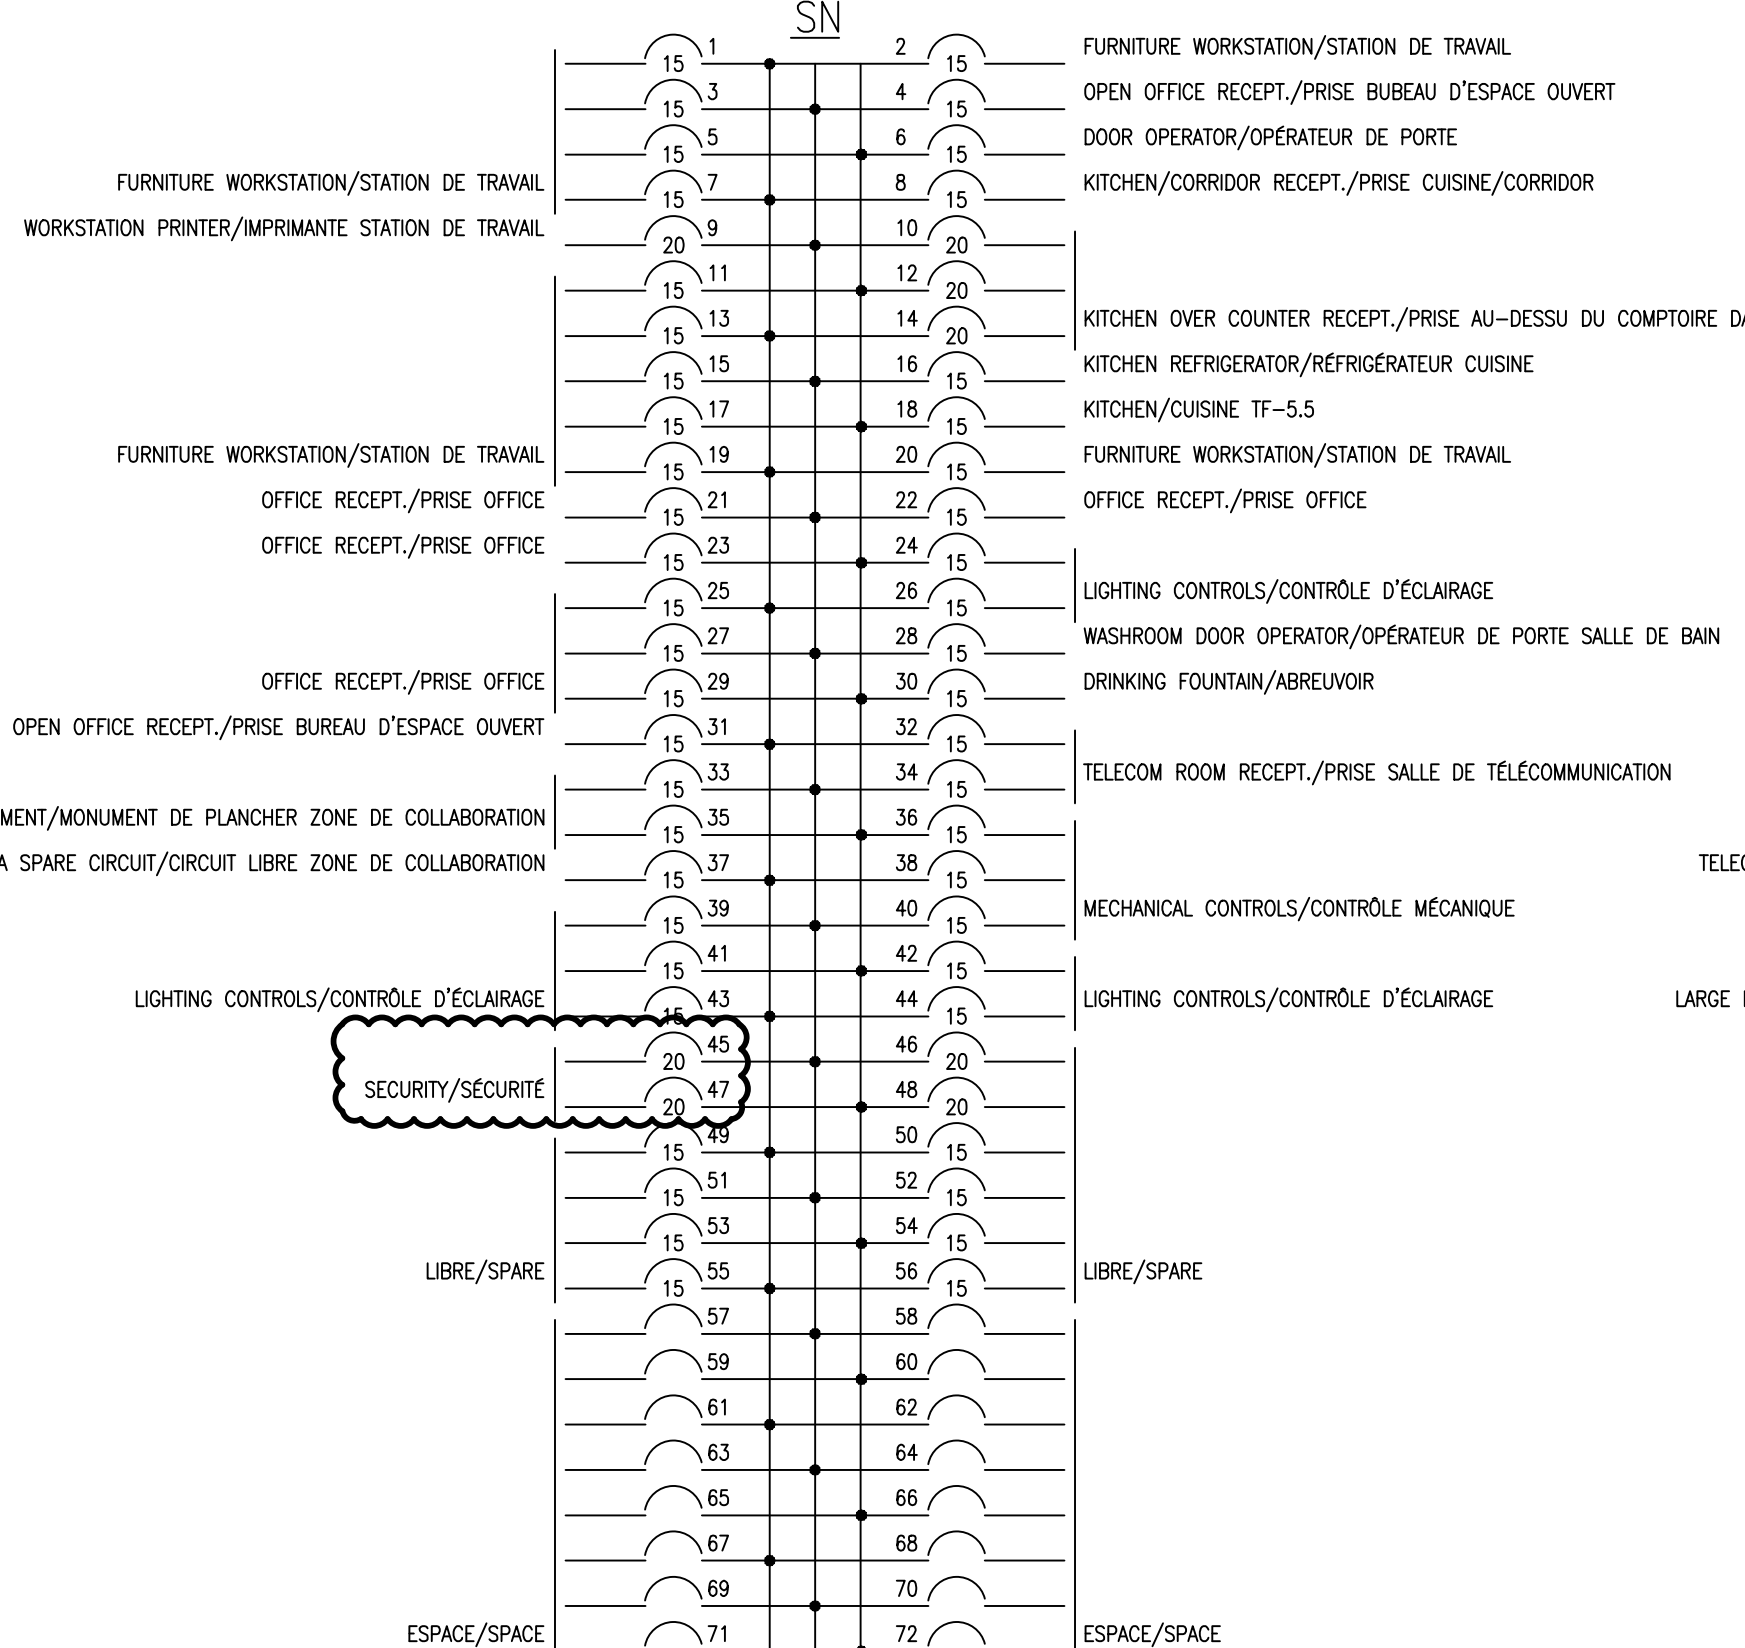 SN
1 2 FURNITURE WORKSTATION/STATION DE TRAVAIL
15 15
3 4 OPEN OFFICE RECEPT./PRISE BUBEAU D'ESPACE OUVERT
15 15
5 6 DOOR OPERATOR/OPÉRATEUR DE PORTE
15 15
FURNITURE WORKSTATION/STATION DE TRAVAIL 7 8 KITCHEN/CORRIDOR RECEPT./PRISE CUISINE/CORRIDOR
15 15
WORKSTATION PRINTER/IMPRIMANTE STATION DE TRAVAIL 9 10
20 20
11 12
15 20
13 14 KITCHEN OVER COUNTER RECEPT./PRISE AU-DESSU DU COMPTOIRE
15 20
15 16 KITCHEN REFRIGERATOR/RÉFRIGÉRATEUR CUISINE
15 15
17 18 KITCHEN/CUISINE TF-5.5
15 15
FURNITURE WORKSTATION/STATION DE TRAVAIL 19 20 FURNITURE WORKSTATION/STATION DE TRAVAIL
15 15
OFFICE RECEPT./PRISE OFFICE 21 22 OFFICE RECEPT./PRISE OFFICE
15 15
OFFICE RECEPT./PRISE OFFICE 23 24
15 15
25 26 LIGHTING CONTROLS/CONTRÔLE D'ÉCLAIRAGE
15 15
27 28 WASHROOM DOOR OPERATOR/OPÉRATEUR DE PORTE SALLE DE BAIN
15 15
OFFICE RECEPT./PRISE OFFICE 29 30 DRINKING FOUNTAIN/ABREUVOIR
15 15
OPEN OFFICE RECEPT./PRISE BUREAU D'ESPACE OUVERT 31 32
15 15
33 34 TELECOM ROOM RECEPT./PRISE SALLE DE TÉLÉCOMMUNICATION
15 15
MENT/MONUMENT DE PLANCHER ZONE DE COLLABORATION 35 36
15 15
A SPARE CIRCUIT/CIRCUIT LIBRE ZONE DE COLLABORATION 37 38 TELEC
15 15
39 40 MECHANICAL CONTROLS/CONTRÔLE MÉCANIQUE
15 15
41 42
15 15
LIGHTING CONTROLS/CONTRÔLE D'ÉCLAIRAGE 43 44 LIGHTING CONTROLS/CONTRÔLE D'ÉCLAIRAGE LARGE
15 15
45 46
20 20
SECURITY/SÉCURITÉ 47 48
20 20
49 50
15 15
51 52
15 15
53 54
15 15
LIBRE/SPARE 55 56 LIBRE/SPARE
15 15
57 58
59 60
61 62
63 64
65 66
67 68
69 70
ESPACE/SPACE 71 72 ESPACE/SPACE